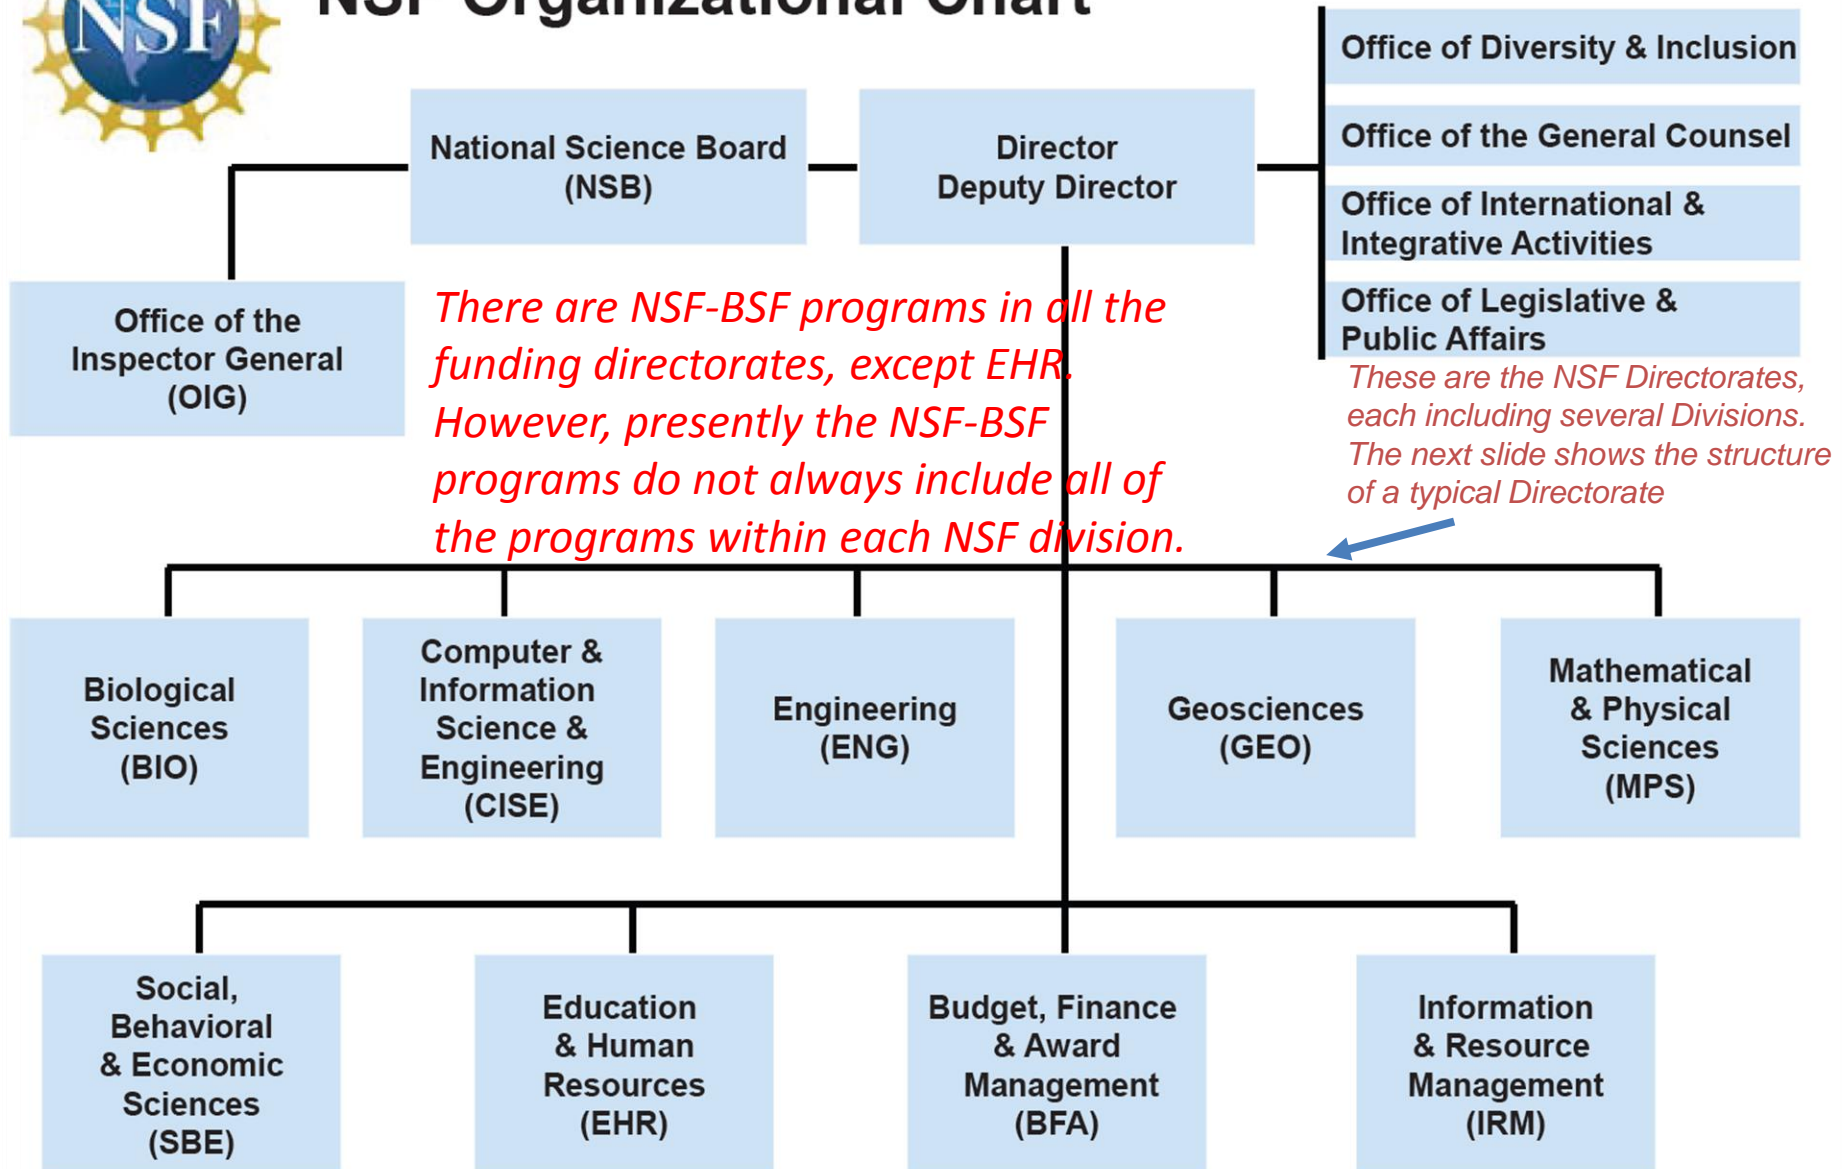 NSF
NSF Organizational Chart
Office of Diversity & Inclusion
Office of the General Counsel
Office of International &
Integrative Activities
Office of Legislative &
Public Affairs
National Science Board
(NSB)
Director
Deputy Director
Office of the
Inspector General
(OIG)
There are NSF-BSF programs in all the
funding directorates, except EHR.
However, presently the NSF-BSF
programs do not always include all of
the programs within each NSF division.
These are the NSF Directorates,
each including several Divisions.
The next slide shows the structure
of a typical Directorate
Biological
Sciences
(BIO)
Computer &
Information
Science &
Engineering
(CISE)
Engineering
(ENG)
Geosciences
(GEO)
Mathematical
& Physical
Sciences
(MPS)
Social,
Behavioral
& Economic
Sciences
(SBE)
Education
& Human
Resources
(EHR)
Budget, Finance
& Award
Management
(BFA)
Information
& Resource
Management
(IRM)